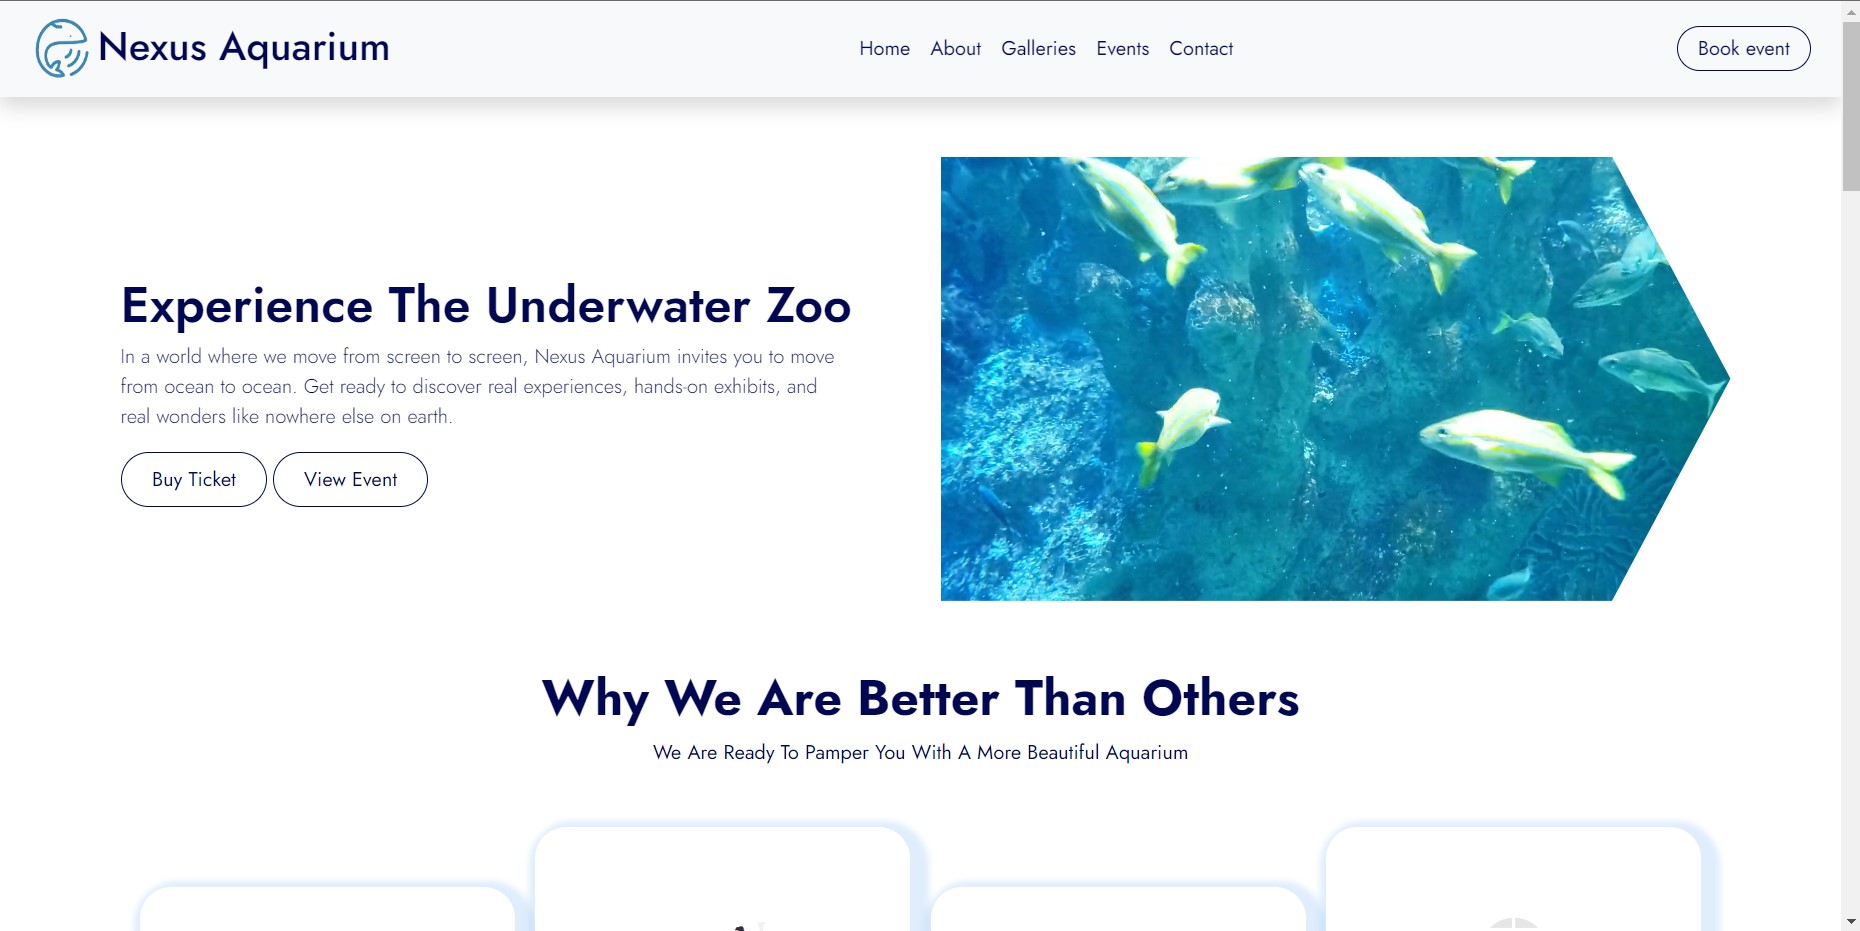 Nexus Aquarium
Home About Galleries Events Contact
Book event
Experience The Underwater Zoo
In a world where we move from screen to screen, Nexus Aquarium invites you to move
from ocean to ocean. Get ready to discover real experiences, hands-on exhibits, and
real wonders like nowhere else on earth.
Buy Ticket
View Event
Why We Are Better Than Others
We Are Ready To Pamper You With A More Beautiful Aquarium